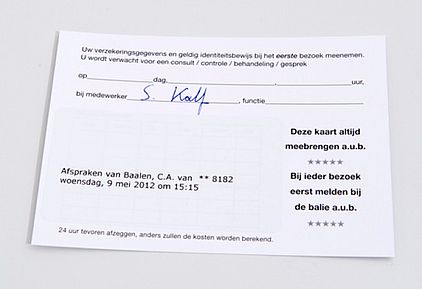 Uw verzekeringsgegevens en geldig identiteitsbewijs bij het eerste bezoek meenemen.
U wordt verwacht voor een consult / controle / behandeling / gesprek
op dag, , uur,
bij medewerker S. Kalf , functie
Deze kaart altijd
meebrengen a.u.b.
★★★★★
Bij ieder bezoek
eerst melden bij
de balie a.u.b.
★★★★★
Afspraken van Baalen, C.A. van ** 8182
woensdag, 9 mei 2012 om 15:15
24 uur tevoren afzeggen, anders zullen de kosten worden berekend.